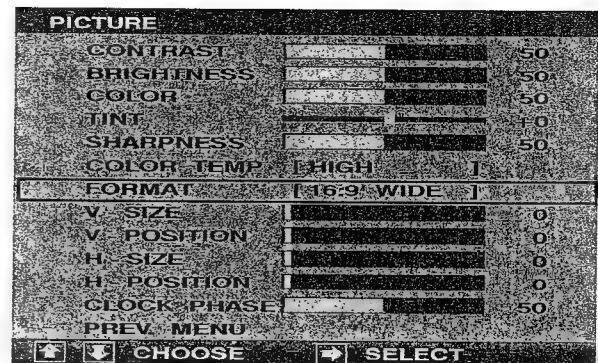 PICTURE
CONTRAST 50
BRIGHTNESS 50
COLOR 50
TINT +0
SHARPNESS 50
COLOR TEMP. [ HIGH ]
FORMAT [ 16:9 WIDE ]
V. SIZE 0
V. POSITION 0
H. SIZE 0
H. POSITION 0
CLOCK PHASE 50
PREV. MENU
CHOOSE SELECT